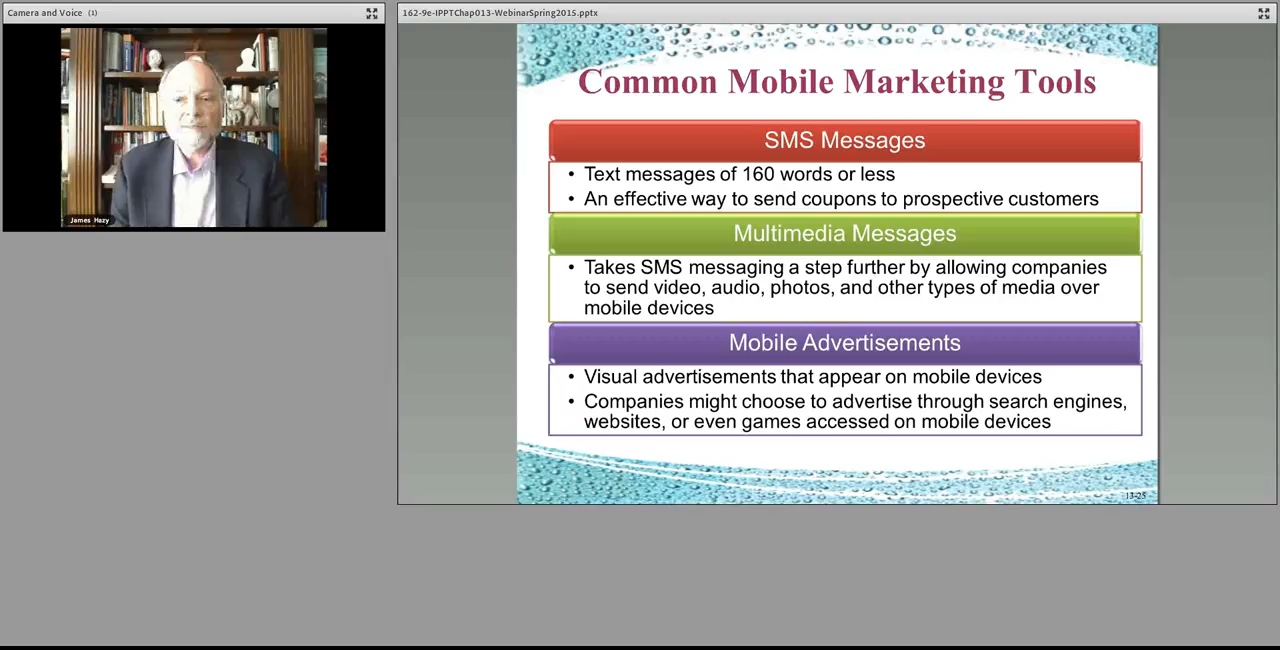 Camera and Voice (1)
James Hazy
162-9e-IPPTChap013-WebinarSpring2015.pptx
Common Mobile Marketing Tools
SMS Messages
• Text messages of 160 words or less
• An effective way to send coupons to prospective customers
Multimedia Messages
• Takes SMS messaging a step further by allowing companies
to send video, audio, photos, and other types of media over
mobile devices
Mobile Advertisements
• Visual advertisements that appear on mobile devices
• Companies might choose to advertise through search engines,
websites, or even games accessed on mobile devices
13-25